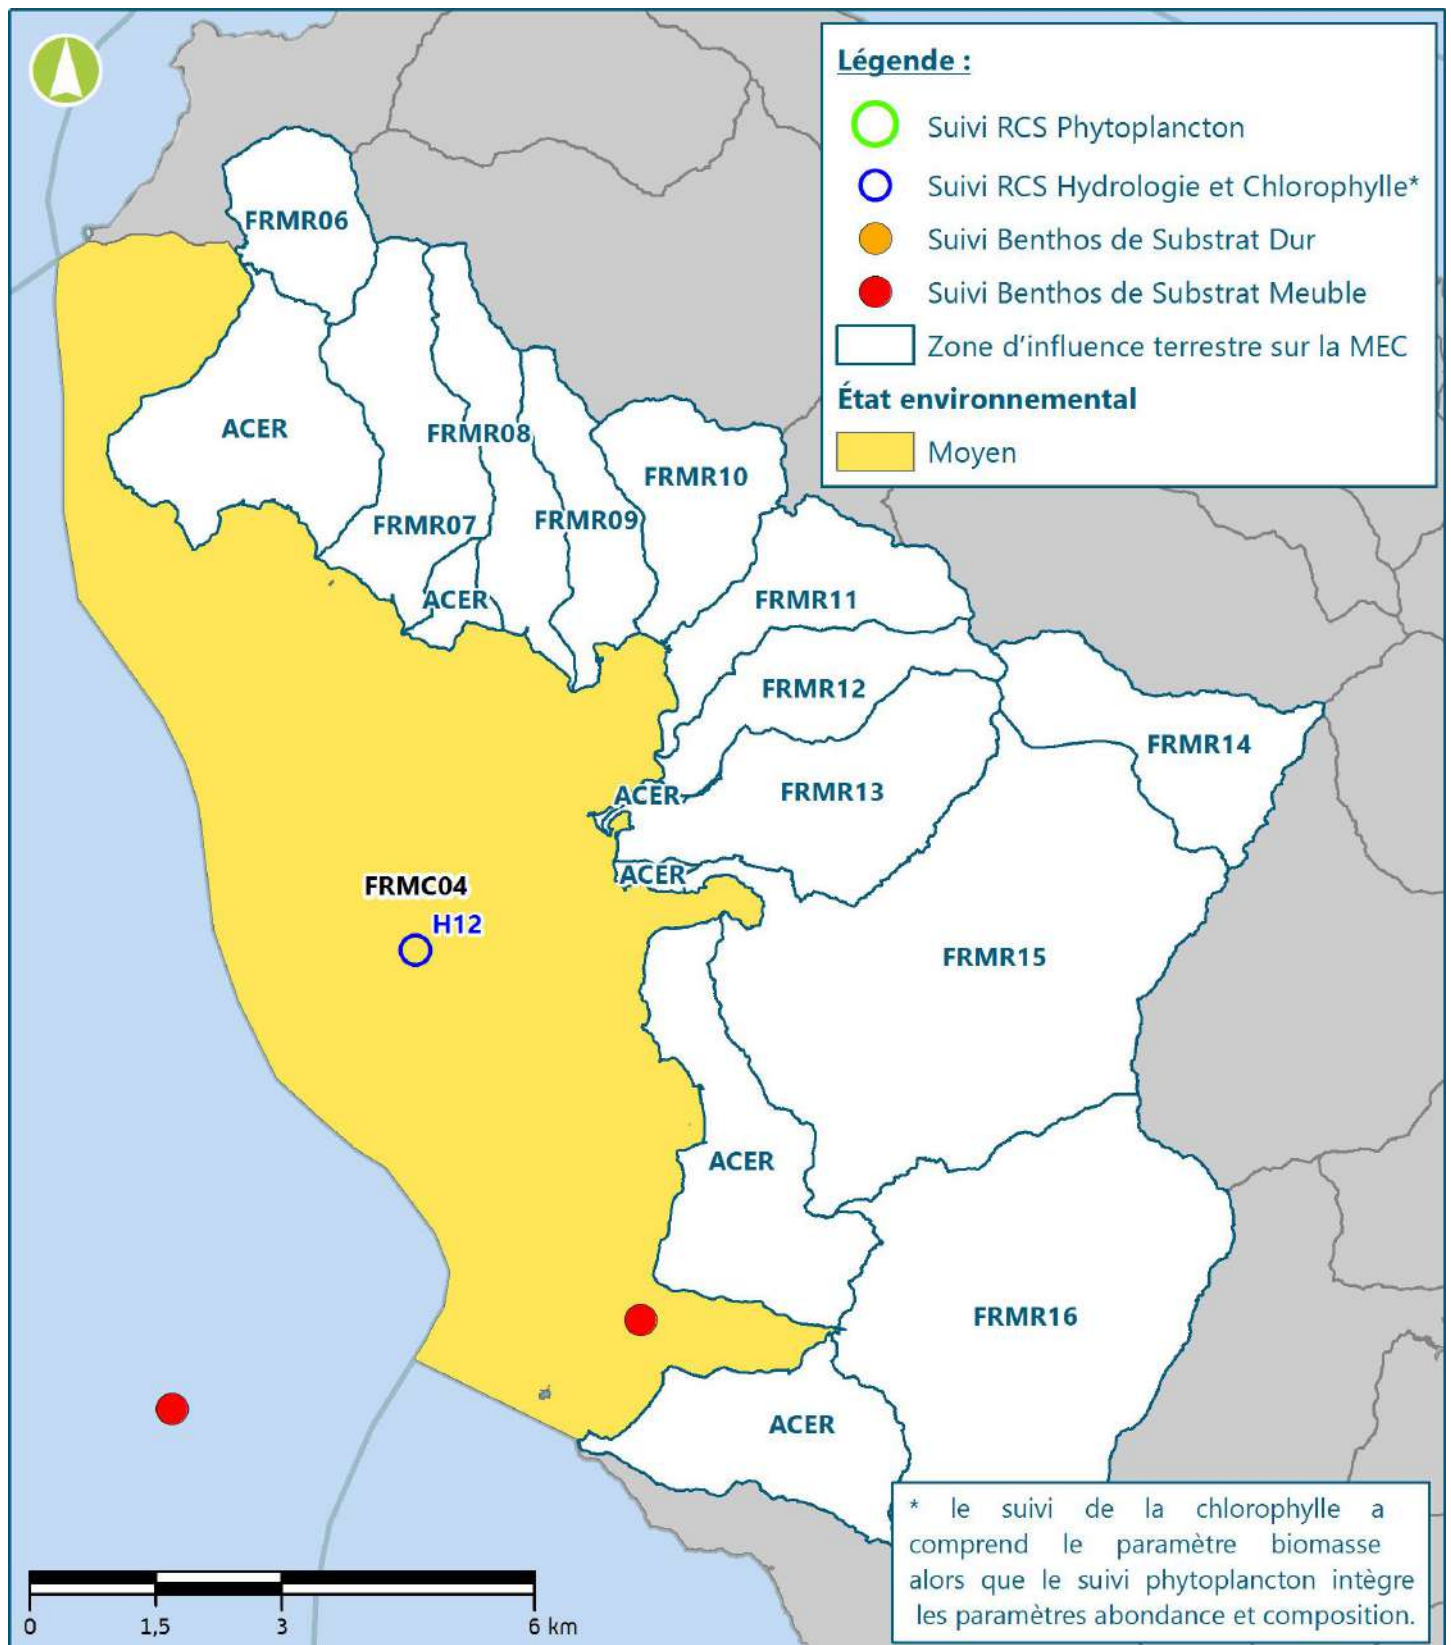 Légende :
Suivi RCS Phytoplancton
Suivi RCS Hydrologie et Chlorophylle*
Suivi Benthos de Substrat Dur
Suivi Benthos de Substrat Meuble
Zone d'influence terrestre sur la MEC
État environnemental
Moyen
FRMR06
ACER
FRMR08
FRMR10
FRMR07
FRMR09
ACER
FRMR11
FRMR12
FRMR14
ACER
FRMR13
ACER
FRMC04
H12
FRMR15
ACER
FRMR16
ACER
* le suivi de la chlorophylle a
comprend le paramètre biomasse
alors que le suivi phytoplancton intègre
les paramètres abondance et composition.
0 1,5 3 6 km